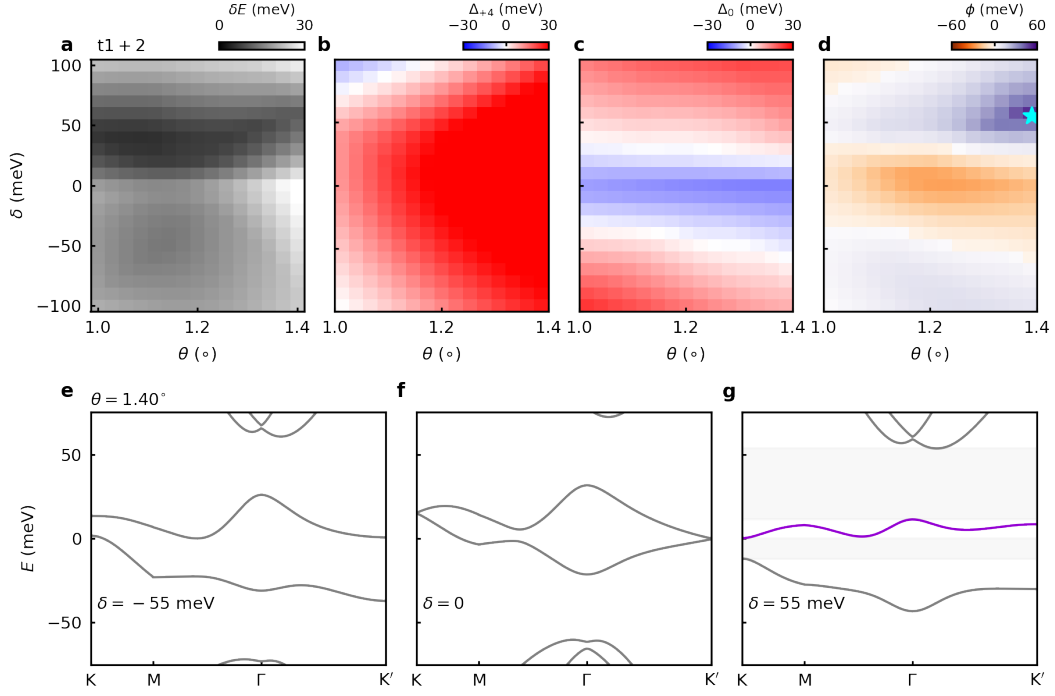 δE (meV)
0 30
Δ+4 (meV)
−30 0 30
Δ0 (meV)
−30 0 30
ϕ (meV)
−60 0 60
a t1+2 b c d
100
50
0
−50
−100
δ (meV)
1.0 1.2 1.4
θ (∘)
1.0 1.2 1.4
θ (∘)
1.0 1.2 1.4
θ (∘)
1.0 1.2 1.4
θ (∘)
e f g
θ = 1.40°
50
0
−50
E (meV)
δ = − 55 meV
K M Γ K′
δ = 0
K M Γ K′
δ = 55 meV
K M Γ K′